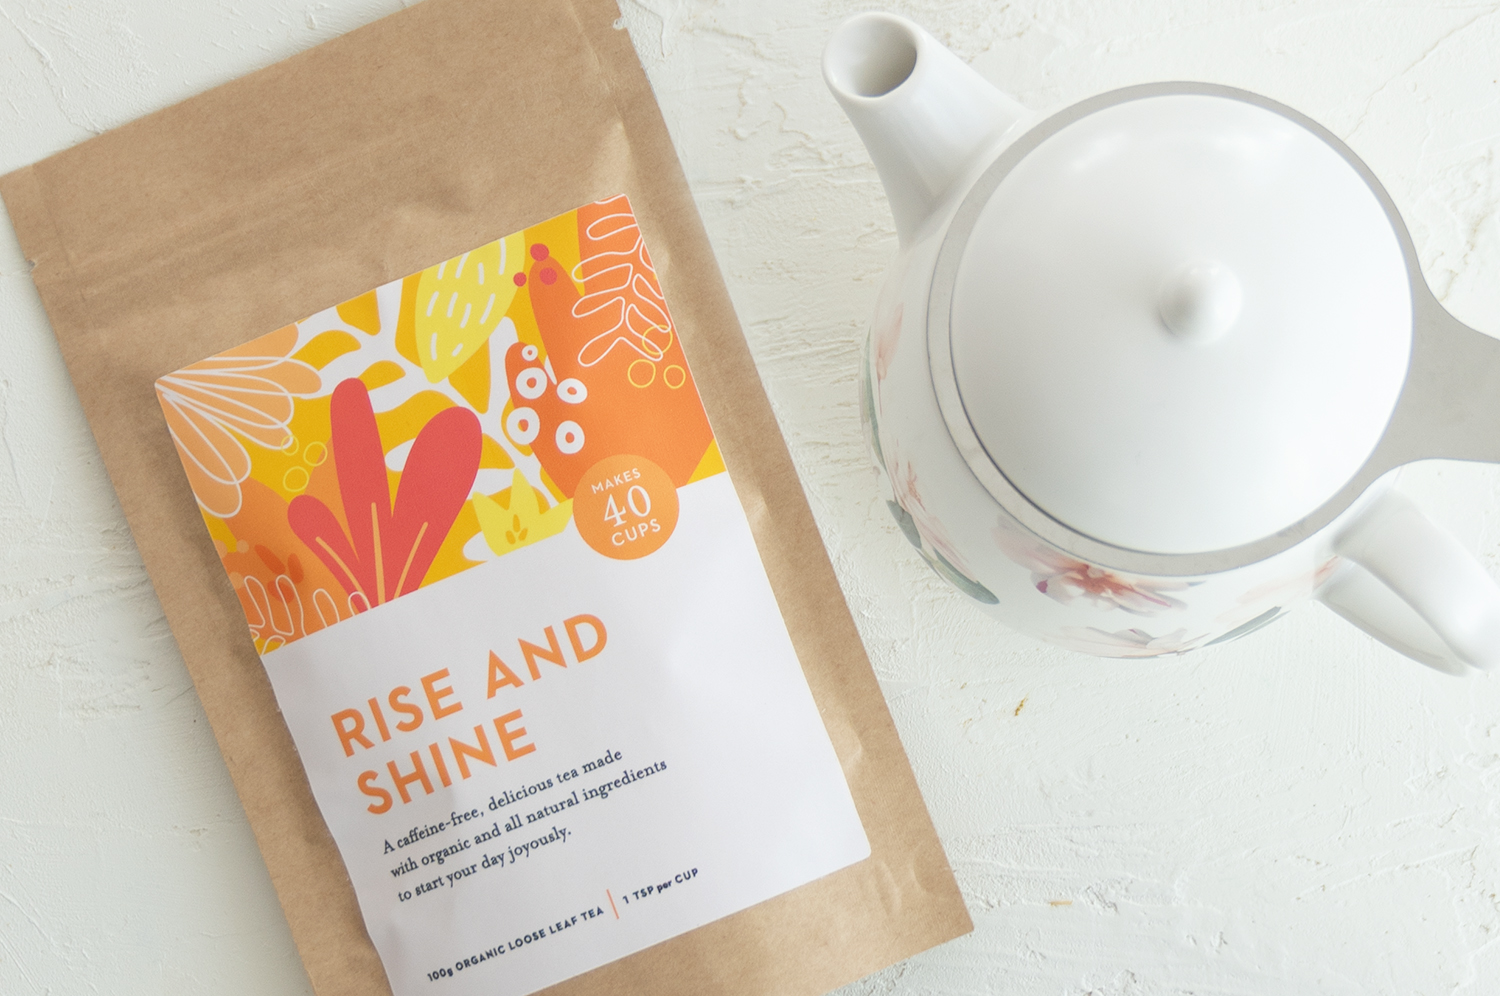 MAKES
40
CUPS
RISE AND
SHINE
A caffeine-free, delicious tea made
with organic and all natural ingredients
to start your day joyously.
100g ORGANIC LOOSE LEAF TEA | 1 TSP per CUP